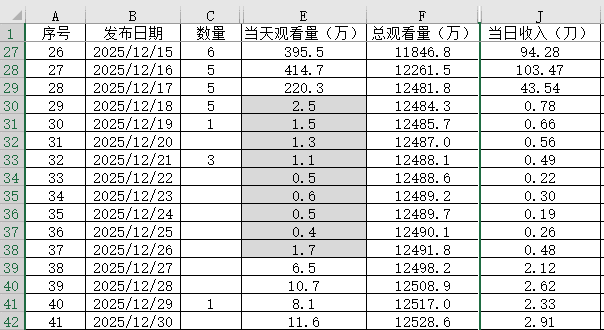 A B C E F J
1 序号 发布日期 数量 当天观看量（万） 总观看量（万） 当日收入（刀）
27 26 2025/12/15 6 395.5 11846.8 94.28
28 27 2025/12/16 5 414.7 12261.5 103.47
29 28 2025/12/17 5 220.3 12481.8 43.54
30 29 2025/12/18 5 2.5 12484.3 0.78
31 30 2025/12/19 1 1.5 12485.7 0.66
32 31 2025/12/20 1.3 12487.0 0.56
33 32 2025/12/21 3 1.1 12488.1 0.49
34 33 2025/12/22 0.5 12488.6 0.22
35 34 2025/12/23 0.6 12489.2 0.30
36 35 2025/12/24 0.5 12489.7 0.19
37 36 2025/12/25 0.4 12490.1 0.26
38 37 2025/12/26 1.7 12491.8 0.48
39 38 2025/12/27 6.5 12498.2 2.12
40 39 2025/12/28 10.7 12508.9 2.62
41 40 2025/12/29 1 8.1 12517.0 2.33
42 41 2025/12/30 11.6 12528.6 2.91